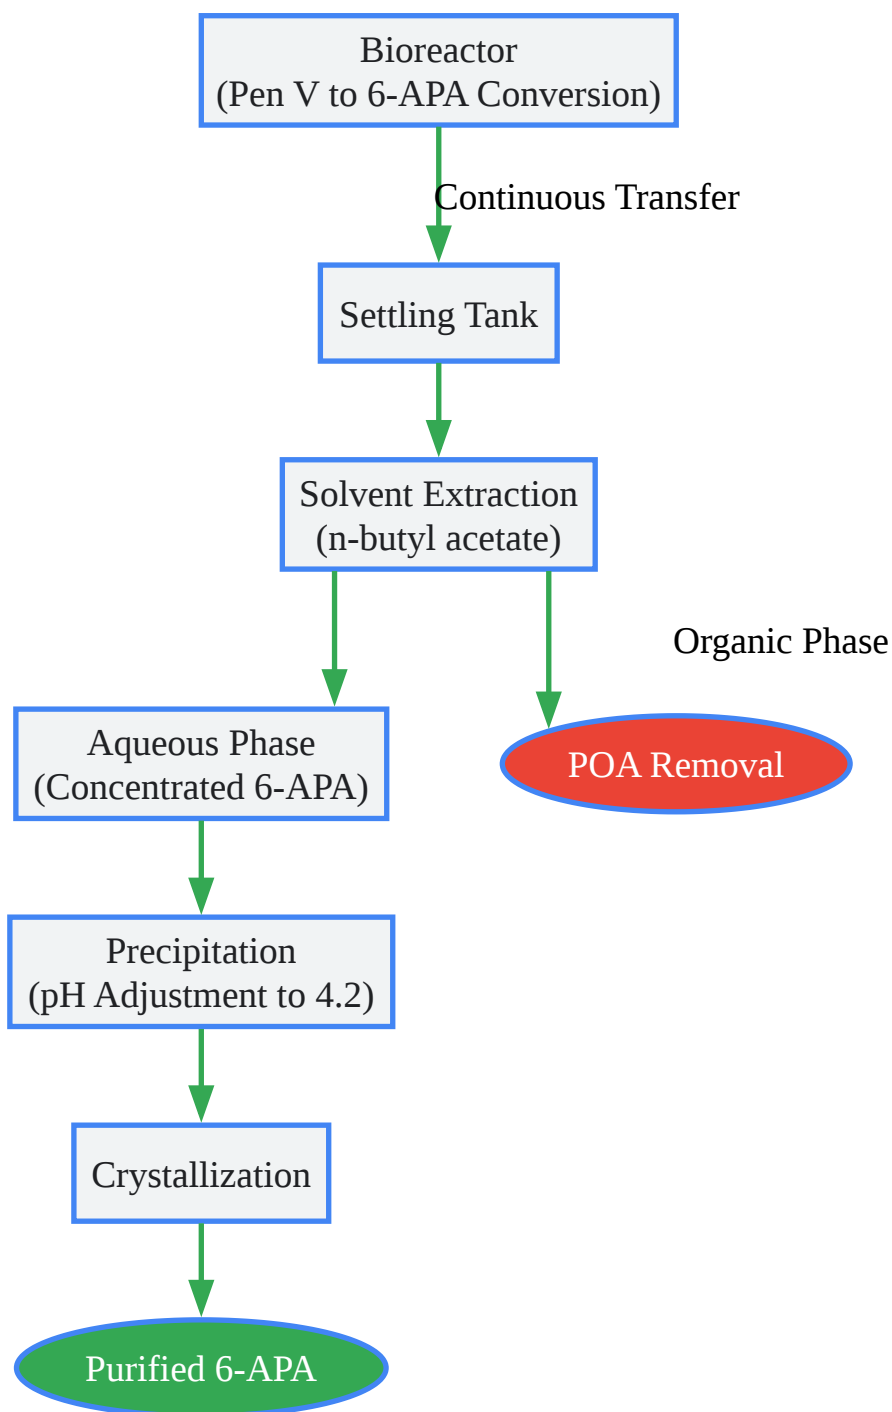 Bioreactor
(Pen V to 6-APA Conversion)
Continuous Transfer
Settling Tank
Solvent Extraction
(n-butyl acetate)
Organic Phase
Aqueous Phase
(Concentrated 6-APA)
POA Removal
Precipitation
(pH Adjustment to 4.2)
Crystallization
Purified 6-APA